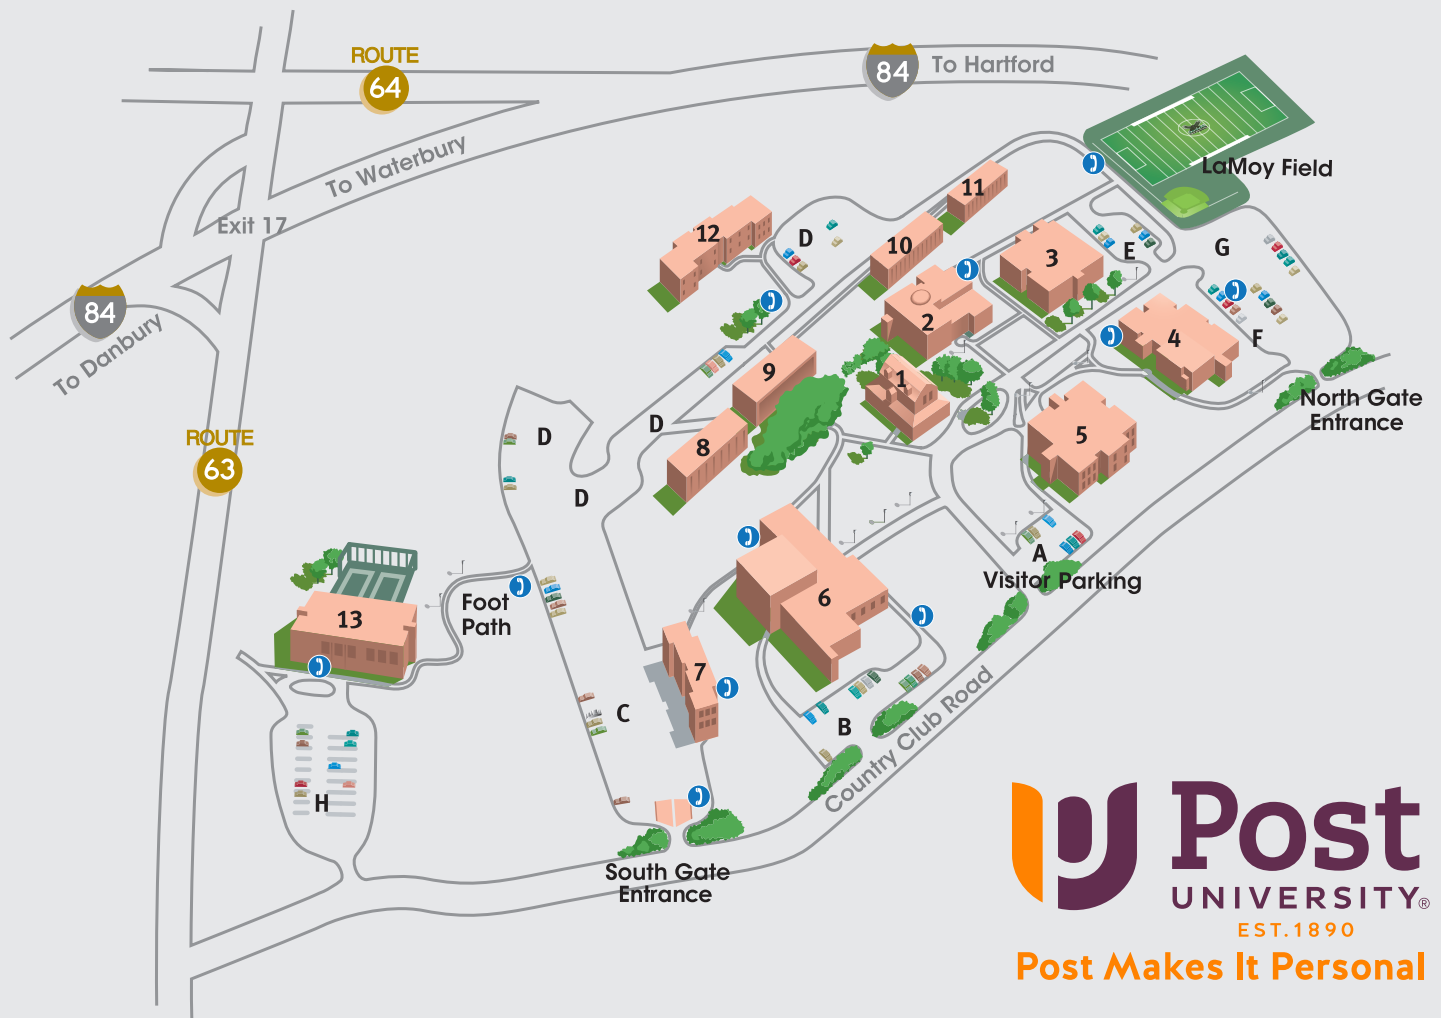 ROUTE
64
84
To Hartford
To Waterbury
LaMoy Field
Exit 17
11
12
D
10
E
G
3
84
To Danbury
2
4
F
9
1
North Gate
Entrance
D
ROUTE
63
D
8
5
D
A
Visitor Parking
13
Foot
Path
6
7
C
B
Country Club Road
H
South Gate
Entrance
Post
UNIVERSITY®
EST.1890
Post Makes It Personal